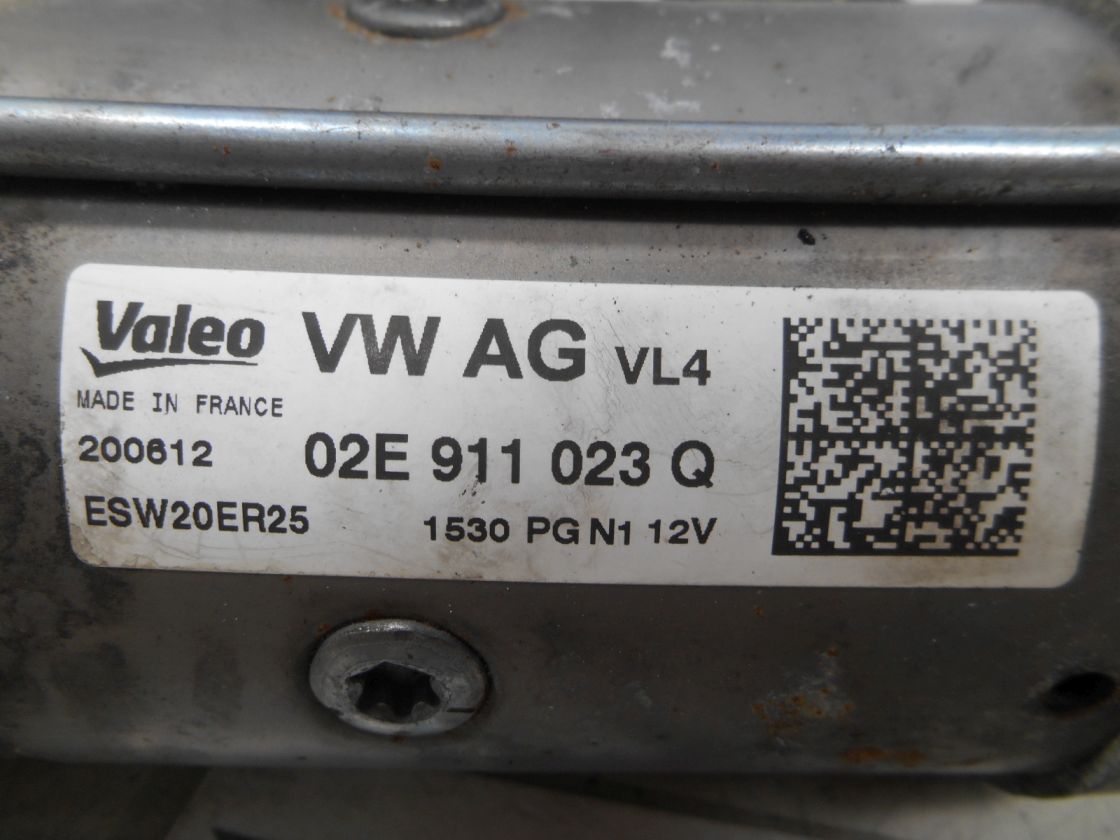 Valeo VW AG VL4
MADE IN FRANCE
200612 02E 911 023 Q
ESW20ER25 1530 PG N1 12V